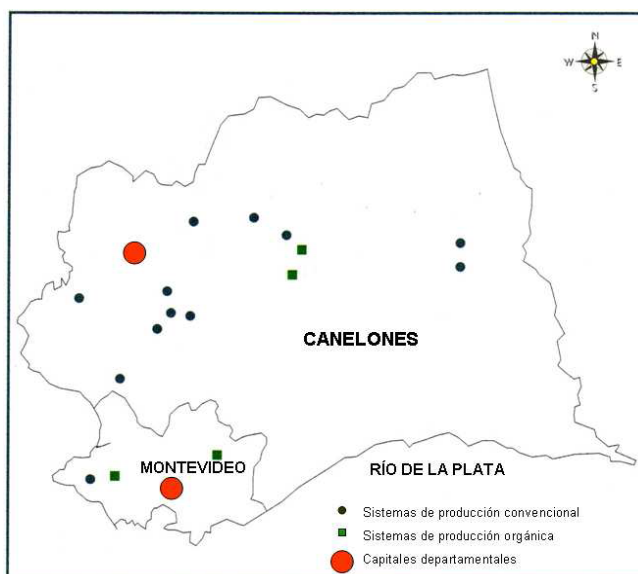 N
W E
S
CANELONES
MONTEVIDEO
RÍO DE LA PLATA
Sistemas de producción convencional
Sistemas de producción orgánica
Capitales departamentales